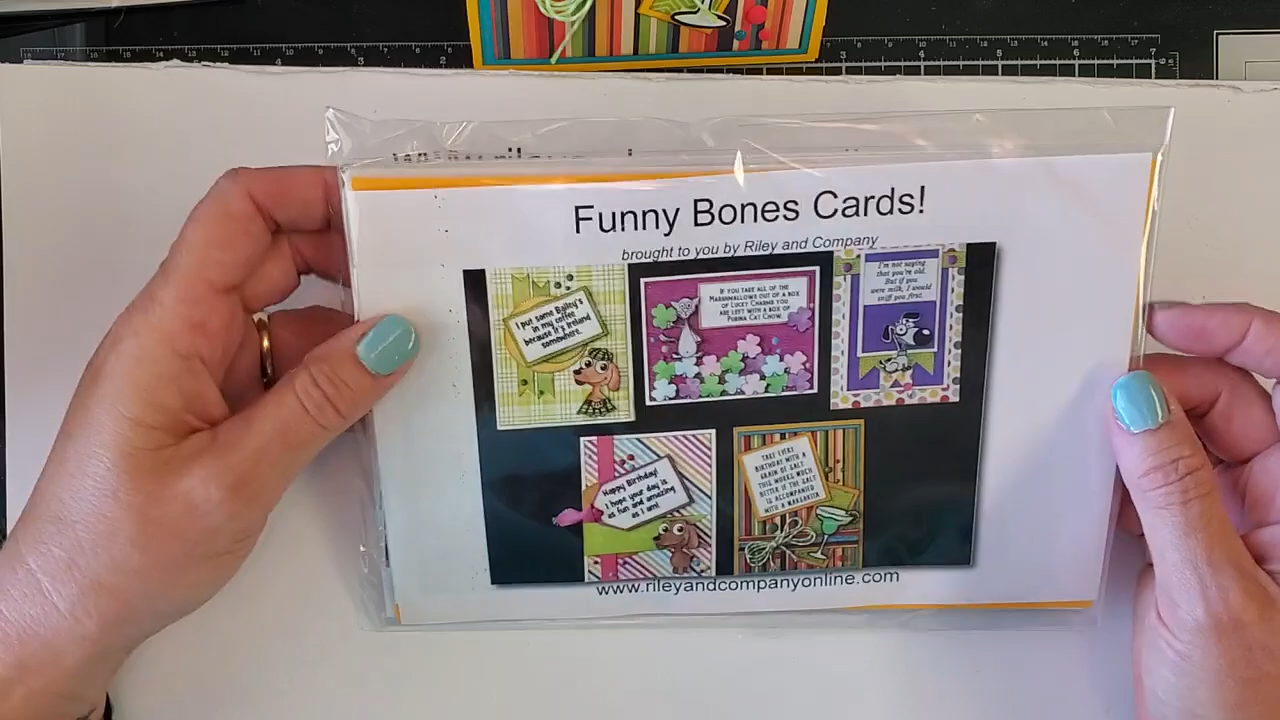 Funny Bones Cards!
brought to you by Riley and Company
I put some Bailey's
in my coffee
because it's Ireland
somewhere.
If you take all of the
Marshmallows out of a box
of Lucky Charms you
are left with a box of
Purina Cat Chow.
I'm not saying
that you're old.
But if you
were milk, I would
sniff you first.
Happy Birthday!
I hope your day is
as fun and amazing
as I am!
TAKE EVERY
BIRTHDAY WITH A
GRAIN OF SALT.
THIS WORKS MUCH
BETTER IF THE SALT
IS ACCOMPANIED
WITH A MARGARITA
www.rileyandcompanyonline.com